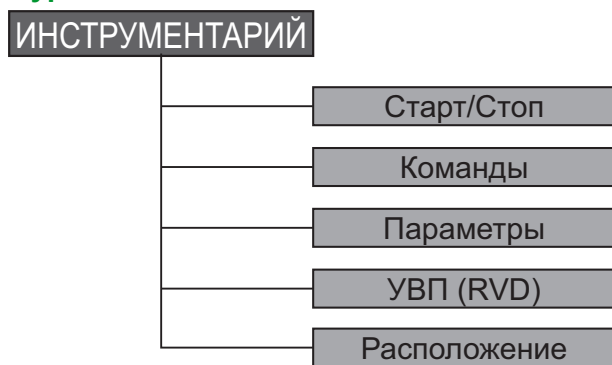 ИНСТРУМЕНТАРИЙ
Старт/Стоп
Команды
Параметры
УВП (RVD)
Расположение